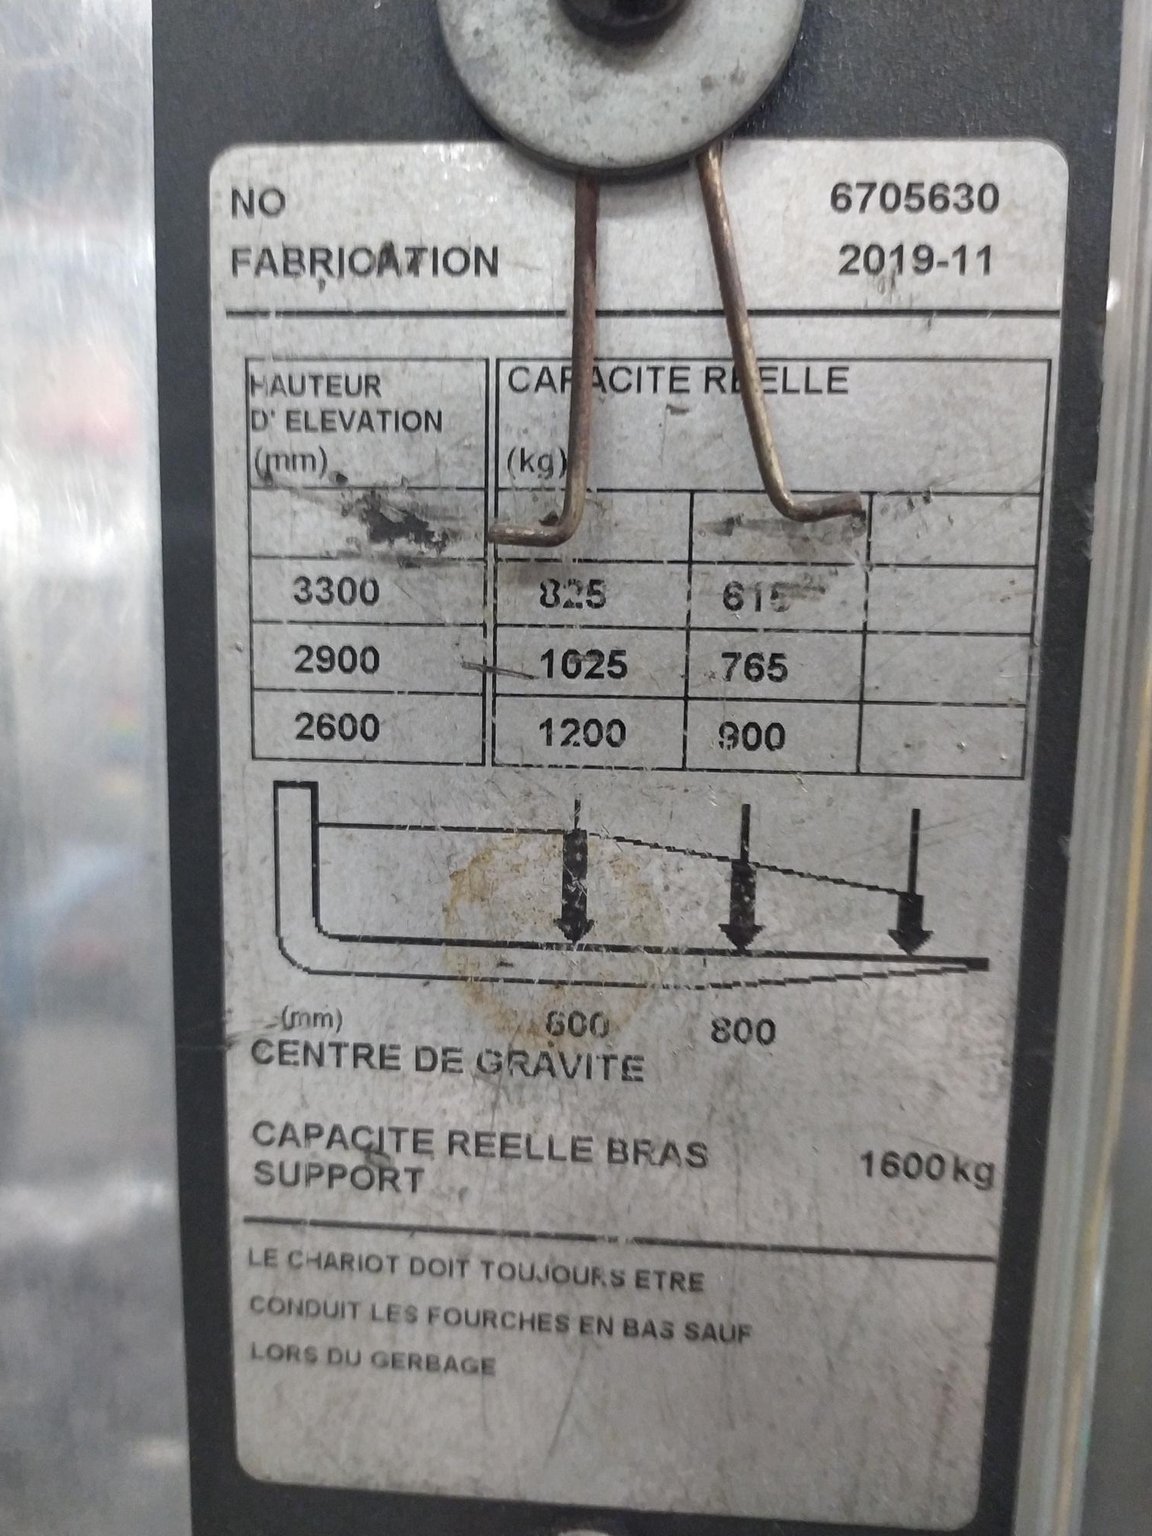 NO 6705630
FABRICATION 2019-11
HAUTEUR
D' ELEVATION
(mm)
CAPACITE REELLE
(kg)
3300 825 615
2900 1025 765
2600 1200 900
(mm) 600 800
CENTRE DE GRAVITE
CAPACITE REELLE BRAS
SUPPORT
1600kg
LE CHARIOT DOIT TOUJOURS ETRE
CONDUIT LES FOURCHES EN BAS SAUF
LORS DU GERBAGE